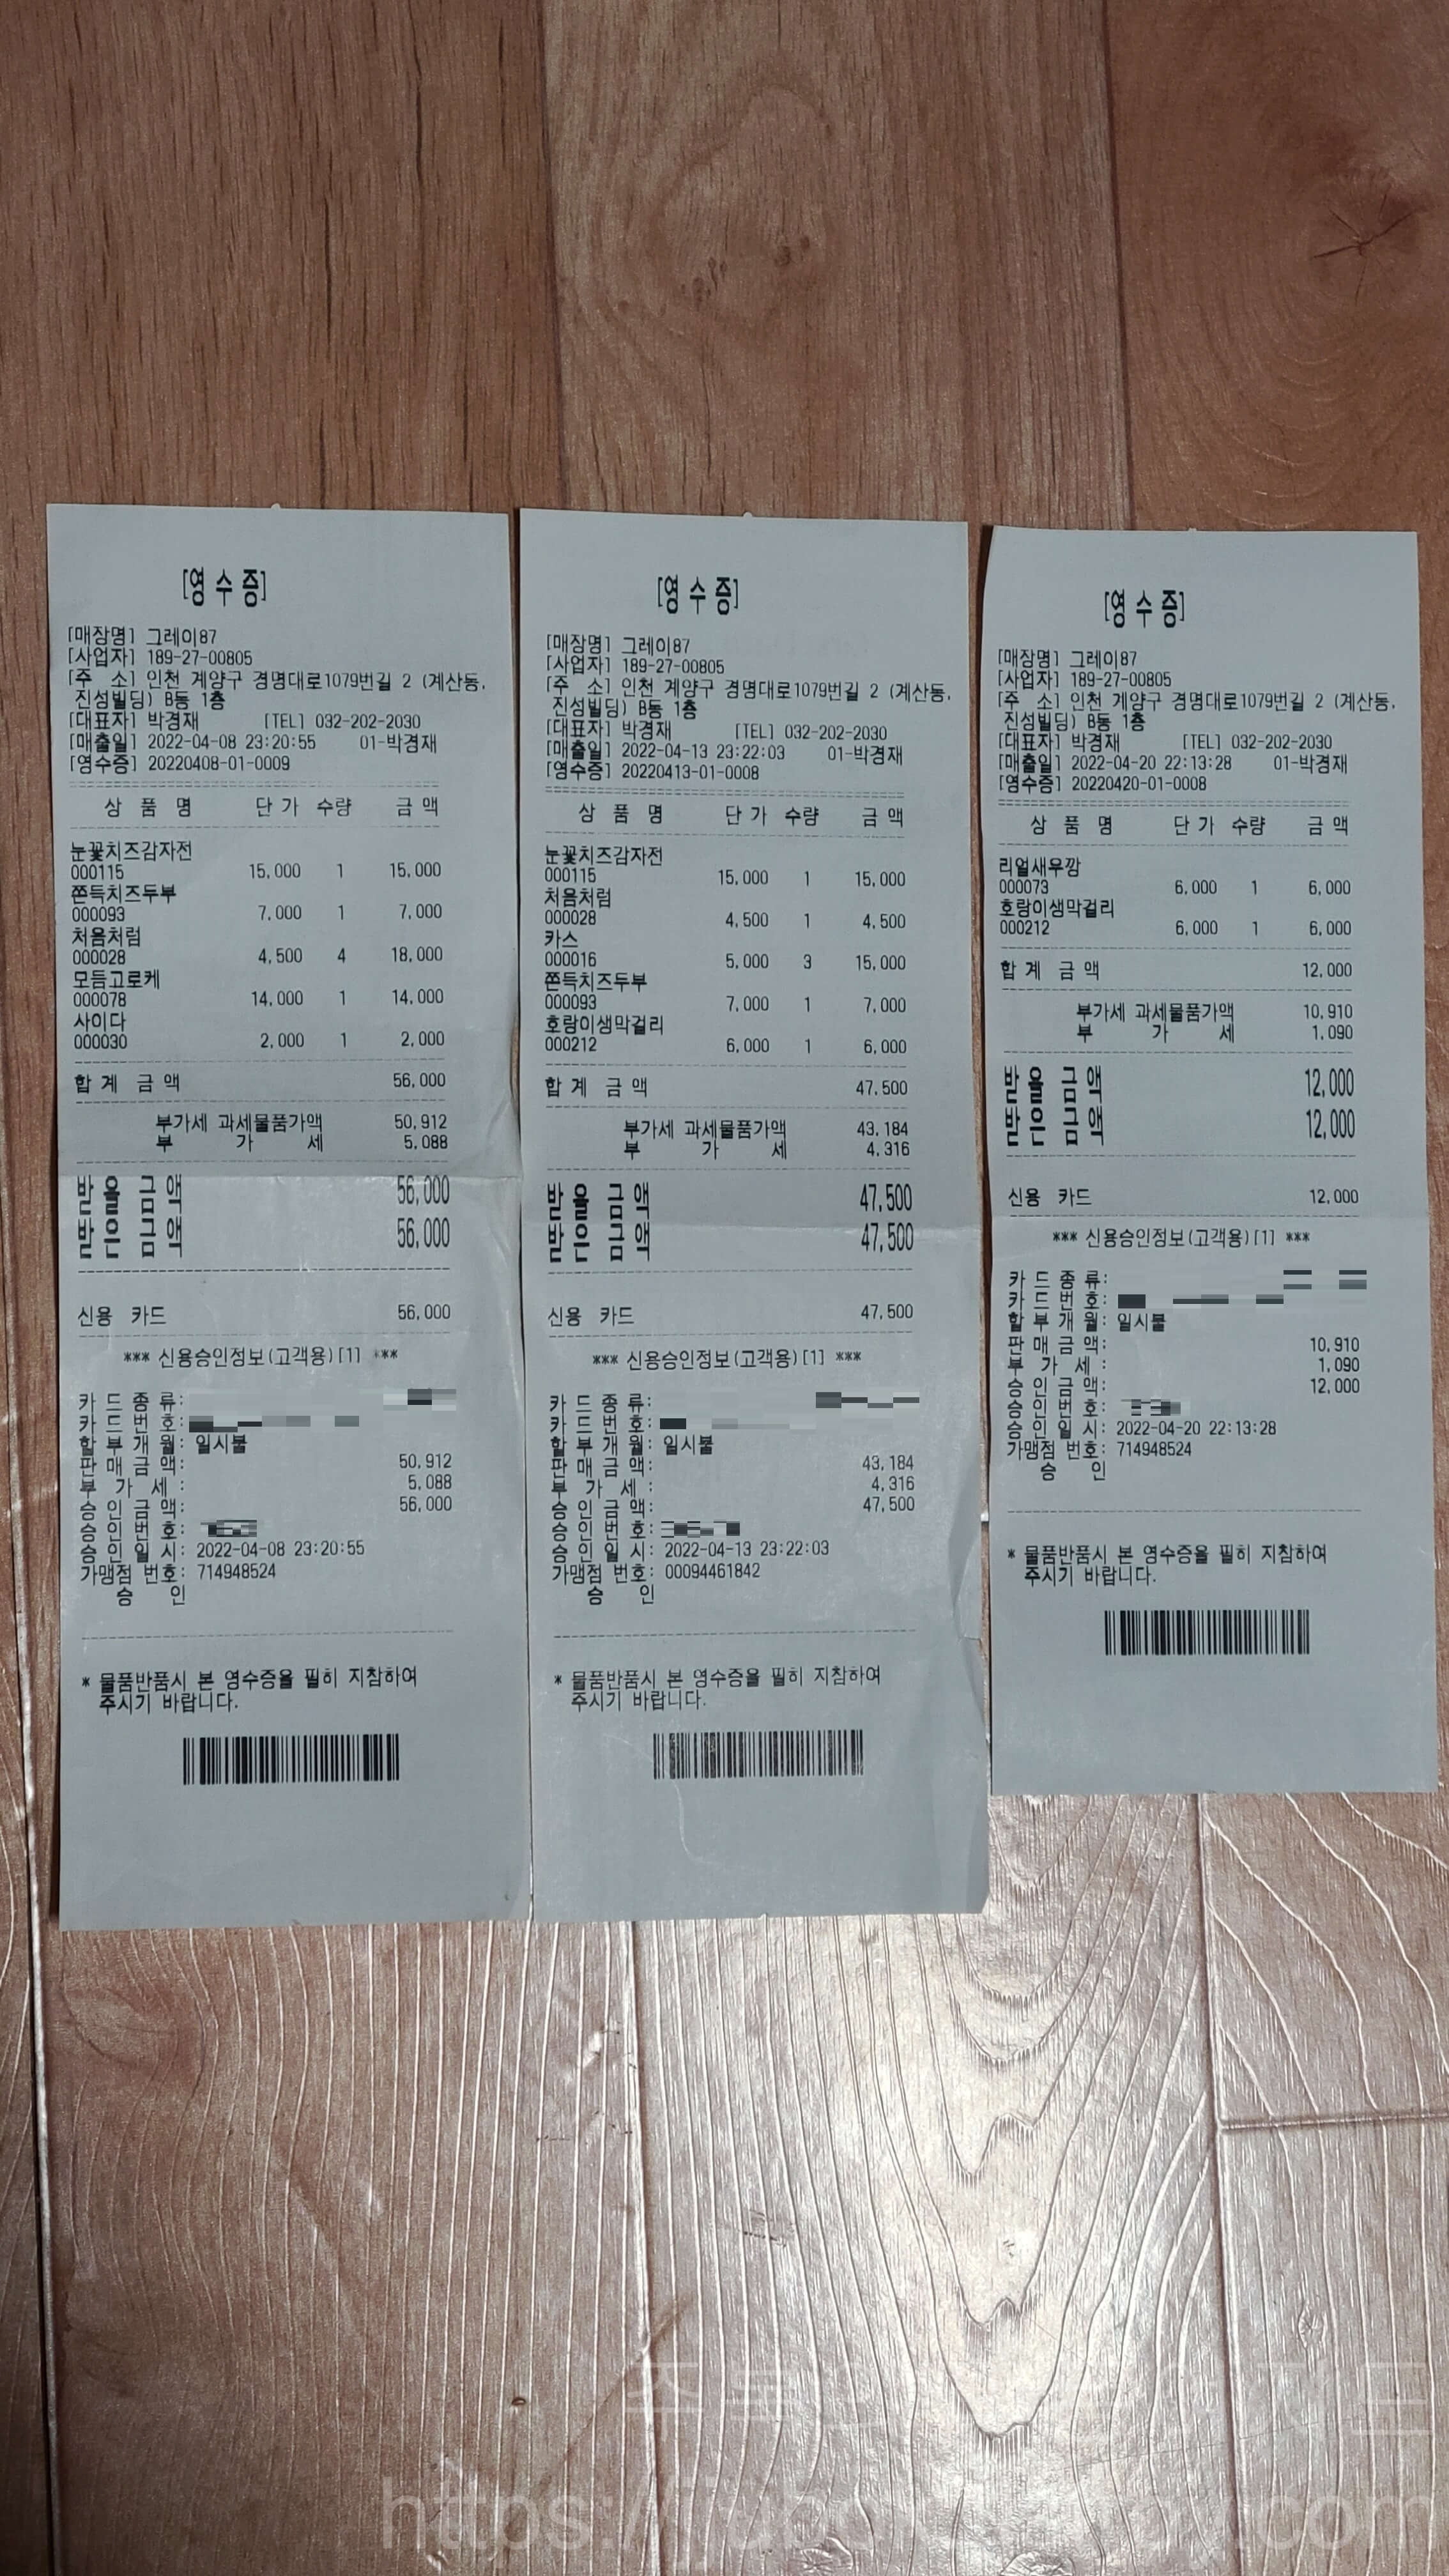 [영 수 증]
[매장명] 그레이87
[사업자] 189-27-00805
[주 소] 인천 계양구 경명대로1079번길 2 (계산동,
진성빌딩) B동 1층
[대표자] 박경재 [TEL] 032-202-2030
[매출일] 2022-04-08 23:20:55 01-박경재
[영수증] 20220408-01-0009
상 품 명 단 가 수량 금 액
눈꽃치즈감자전
000115 15,000 1 15,000
쫀득치즈두부
000093 7,000 1 7,000
처음처럼
000028 4,500 4 18,000
모듬고로케
000078 14,000 1 14,000
사이다
000030 2,000 1 2,000
합 계 금 액 56,000
부가세 과세물품가액 50,912
부 가 세 5,088
받 을 금 액 56,000
받 은 금 액 56,000
신용 카드 56,000
*** 신용승인정보(고객용)[1] ***
카 드 종 류:
카 드 번 호:
할 부 개 월: 일시불
판 매 금 액: 50,912
부 가 세 : 5,088
승 인 금 액: 56,000
승 인 번 호:
승 인 일 시: 2022-04-08 23:20:55
가맹점 번호: 714948524
승 인
* 물품반품시 본 영수증을 필히 지참하여
주시기 바랍니다.
[영 수 증]
[매장명] 그레이87
[사업자] 189-27-00805
[주 소] 인천 계양구 경명대로1079번길 2 (계산동,
진성빌딩) B동 1층
[대표자] 박경재 [TEL] 032-202-2030
[매출일] 2022-04-13 23:22:03 01-박경재
[영수증] 20220413-01-0008
상 품 명 단 가 수량 금 액
눈꽃치즈감자전
000115 15,000 1 15,000
처음처럼
000028 4,500 1 4,500
카스
000016 5,000 3 15,000
쫀득치즈두부
000093 7,000 1 7,000
호랑이생막걸리
000212 6,000 1 6,000
합 계 금 액 47,500
부가세 과세물품가액 43,184
부 가 세 4,316
받 을 금 액 47,500
받 은 금 액 47,500
신용 카드 47,500
*** 신용승인정보(고객용)[1] ***
카 드 종 류:
카 드 번 호:
할 부 개 월: 일시불
판 매 금 액: 43,184
부 가 세 : 4,316
승 인 금 액: 47,500
승 인 번 호:
승 인 일 시: 2022-04-13 23:22:03
가맹점 번호: 00094461842
승 인
* 물품반품시 본 영수증을 필히 지참하여
주시기 바랍니다.
[영 수 증]
[매장명] 그레이87
[사업자] 189-27-00805
[주 소] 인천 계양구 경명대로1079번길 2 (계산동,
진성빌딩) B동 1층
[대표자] 박경재 [TEL] 032-202-2030
[매출일] 2022-04-20 22:13:28 01-박경재
[영수증] 20220420-01-0008
상 품 명 단 가 수량 금 액
리얼새우깡
000073 6,000 1 6,000
호랑이생막걸리
000212 6,000 1 6,000
합 계 금 액 12,000
부가세 과세물품가액 10,910
부 가 세 1,090
받 을 금 액 12,000
받 은 금 액 12,000
신용 카드 12,000
*** 신용승인정보(고객용)[1] ***
카 드 종 류:
카 드 번 호:
할 부 개 월: 일시불
판 매 금 액: 10,910
부 가 세 : 1,090
승 인 금 액: 12,000
승 인 번 호:
승 인 일 시: 2022-04-20 22:13:28
가맹점 번호: 714948524
승 인
* 물품반품시 본 영수증을 필히 지참하여
주시기 바랍니다.